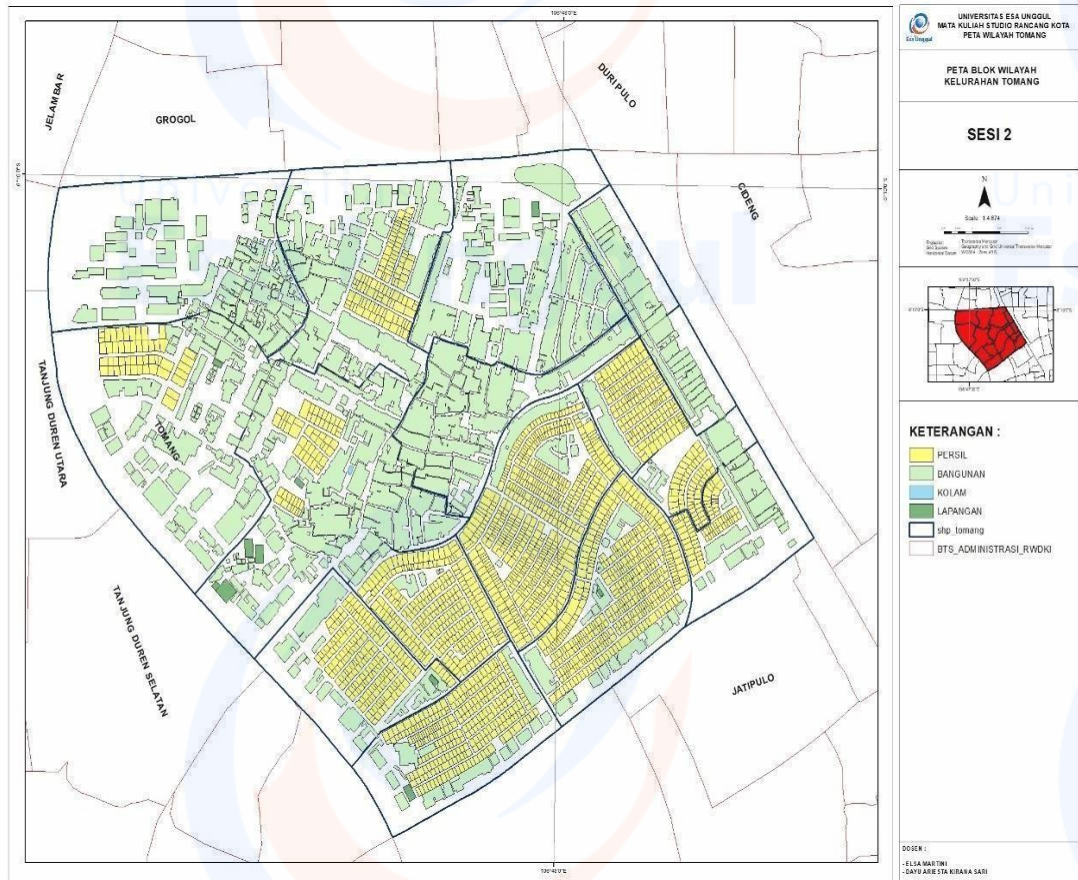 JELAMBAR
GROGOL
DURI PULO
CIDENG
TANJUNG DUREN UTARA
TOMANG
TANJUNG DUREN SELATAN
JATIPULO
Esa Unggul
UNIVERSITAS ESA UNGGUL
MATA KULIAH STUDIO RANCANG KOTA
PETA WILAYAH TOMANG
PETA BLOK WILAYAH
KELURAHAN TOMANG
SESI 2
N
KETERANGAN :
PERSIL
BANGUNAN
KOLAM
LAPANGAN
shp_tomang
BTS_ADMINISTRASI_RWDKI
DOSEN :
- ELSA MARTINI
- DAYU ARIESTA KIRANA SARI